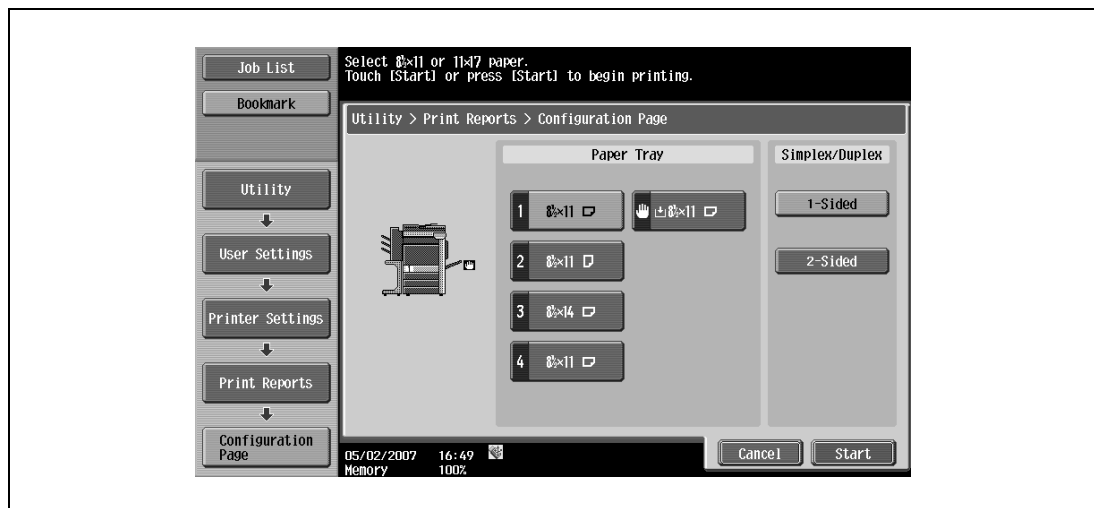 Job List
Bookmark
Select 8½×11 or 11×17 paper.
Touch [Start] or press [Start] to begin printing.
Utility > Print Reports > Configuration Page
Utility
User Settings
Printer Settings
Print Reports
Configuration
Page
Paper Tray
1 8½×11
8½×11
2 8½×11
3 8½×14
4 8½×11
Simplex/Duplex
1-Sided
2-Sided
05/02/2007 16:49
Memory 100%
Cancel
Start